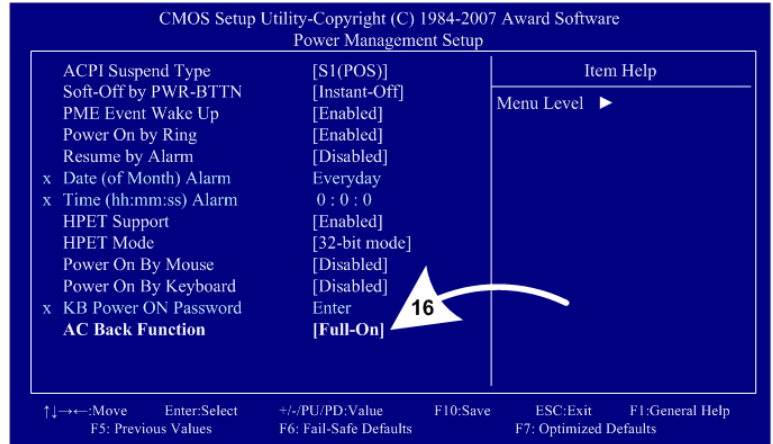 CMOS Setup Utility-Copyright (C) 1984-2007 Award Software
Power Management Setup
ACPI Suspend Type [S1(POS)]
Soft-Off by PWR-BTTN [Instant-Off]
PME Event Wake Up [Enabled]
Power On by Ring [Enabled]
Resume by Alarm [Disabled]
x Date (of Month) Alarm Everyday
x Time (hh:mm:ss) Alarm 0 : 0 : 0
HPET Support [Enabled]
HPET Mode [32-bit mode]
Power On By Mouse [Disabled]
Power On By Keyboard [Disabled]
x KB Power ON Password Enter
AC Back Function [Full-On]
16
Item Help
Menu Level ►
↑↓→←:Move Enter:Select +/-/PU/PD:Value F10:Save ESC:Exit F1:General Help
F5: Previous Values F6: Fail-Safe Defaults F7: Optimized Defaults